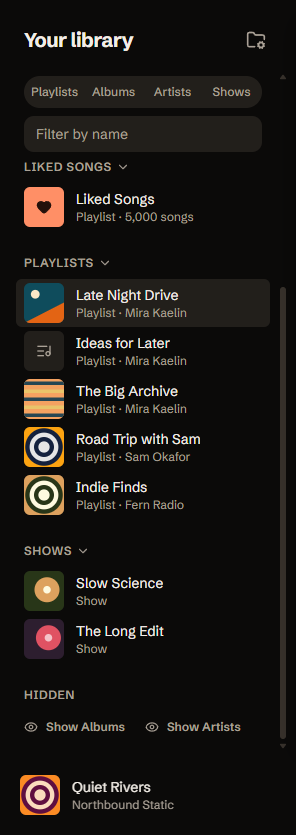 Your library
Playlists Albums Artists Shows
Filter by name
LIKED SONGS
Liked Songs
Playlist · 5,000 songs
PLAYLISTS
Late Night Drive
Playlist · Mira Kaelin
Ideas for Later
Playlist · Mira Kaelin
The Big Archive
Playlist · Mira Kaelin
Road Trip with Sam
Playlist · Sam Okafor
Indie Finds
Playlist · Fern Radio
SHOWS
Slow Science
Show
The Long Edit
Show
HIDDEN
Show Albums Show Artists
Quiet Rivers
Northbound Static